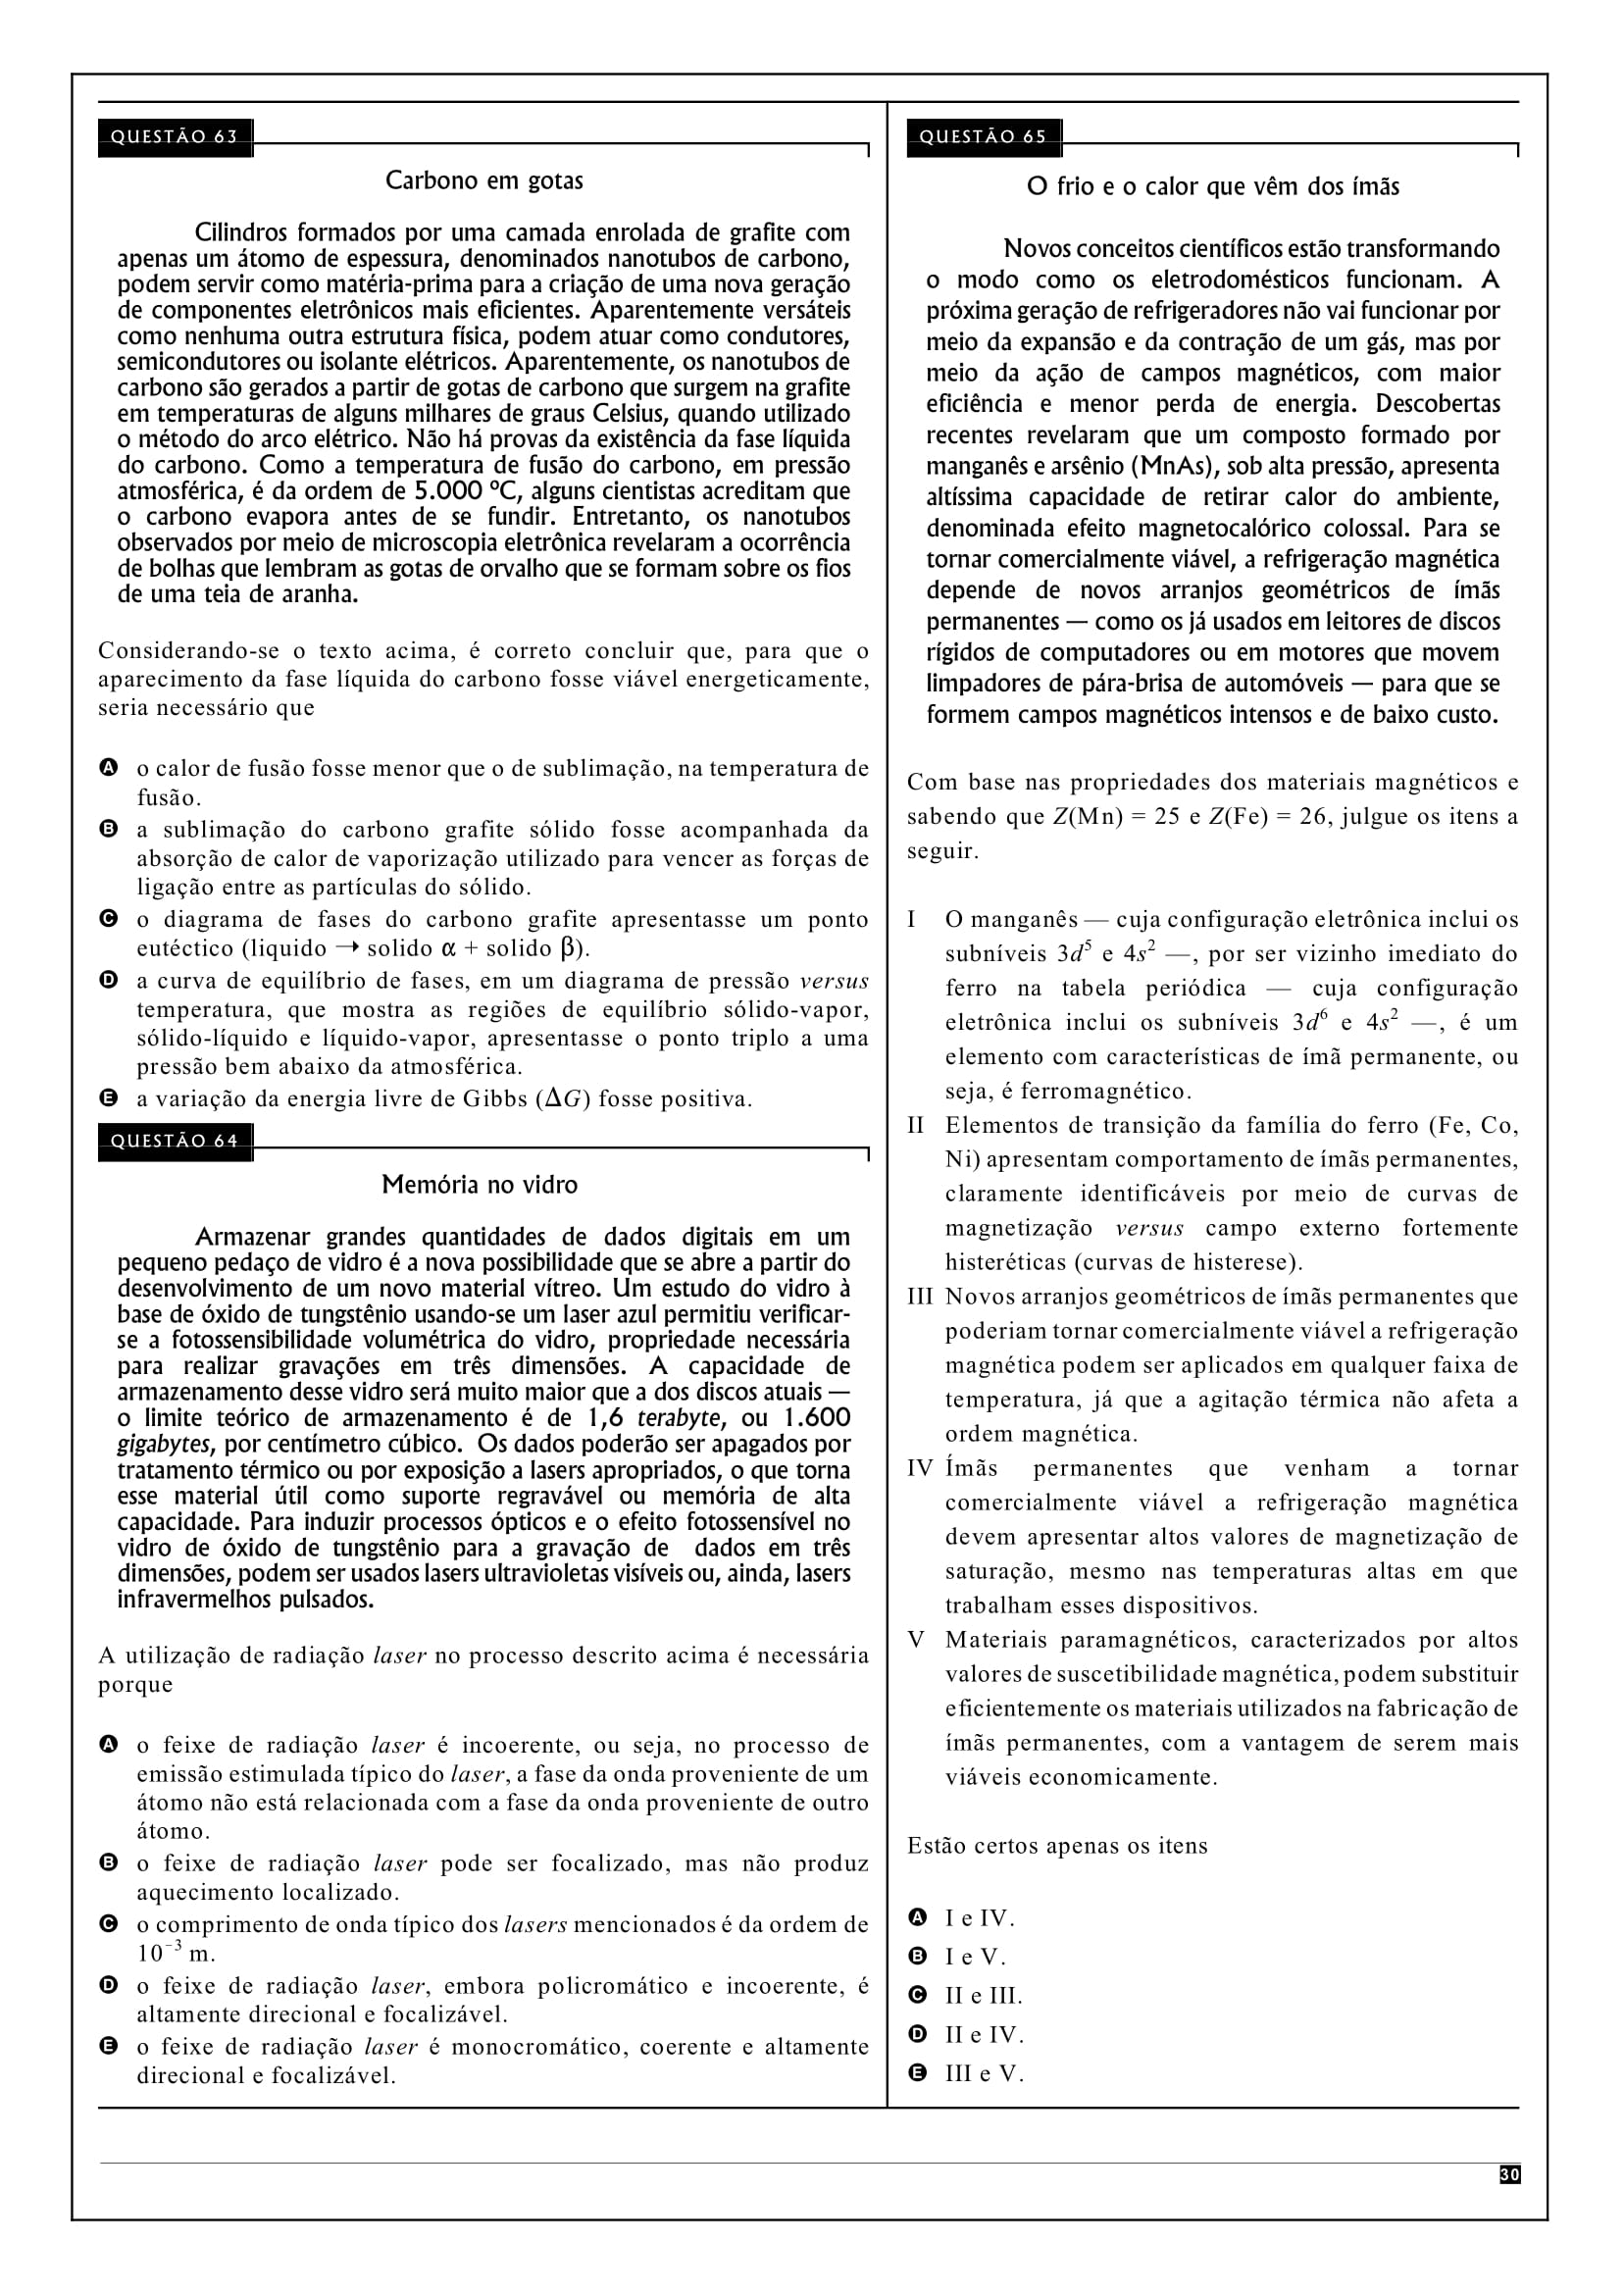 QUESTÃO 63
Carbono em gotas
Cilindros formados por uma camada enrolada de grafite com
apenas um átomo de espessura, denominados nanotubos de carbono,
podem servir como matéria-prima para a criação de uma nova geração
de componentes eletrônicos mais eficientes. Aparentemente versáteis
como nenhuma outra estrutura física, podem atuar como condutores,
semicondutores ou isolante elétricos. Aparentemente, os nanotubos de
carbono são gerados a partir de gotas de carbono que surgem na grafite
em temperaturas de alguns milhares de graus Celsius, quando utilizado
o método do arco elétrico. Não há provas da existência da fase líquida
do carbono. Como a temperatura de fusão do carbono, em pressão
atmosférica, é da ordem de 5.000 ºC, alguns cientistas acreditam que
o carbono evapora antes de se fundir. Entretanto, os nanotubos
observados por meio de microscopia eletrônica revelaram a ocorrência
de bolhas que lembram as gotas de orvalho que se formam sobre os fios
de uma teia de aranha.
Considerando-se o texto acima, é correto concluir que, para que o
aparecimento da fase líquida do carbono fosse viável energeticamente,
seria necessário que
A o calor de fusão fosse menor que o de sublimação, na temperatura de
fusão.
B a sublimação do carbono grafite sólido fosse acompanhada da
absorção de calor de vaporização utilizado para vencer as forças de
ligação entre as partículas do sólido.
C o diagrama de fases do carbono grafite apresentasse um ponto
eutéctico (liquido → solido α + solido β).
D a curva de equilíbrio de fases, em um diagrama de pressão versus
temperatura, que mostra as regiões de equilíbrio sólido-vapor,
sólido-líquido e líquido-vapor, apresentasse o ponto triplo a uma
pressão bem abaixo da atmosférica.
E a variação da energia livre de Gibbs (ΔG) fosse positiva.
QUESTÃO 64
Memória no vidro
Armazenar grandes quantidades de dados digitais em um
pequeno pedaço de vidro é a nova possibilidade que se abre a partir do
desenvolvimento de um novo material vítreo. Um estudo do vidro à
base de óxido de tungstênio usando-se um laser azul permitiu verificar-
se a fotossensibilidade volumétrica do vidro, propriedade necessária
para realizar gravações em três dimensões. A capacidade de
armazenamento desse vidro será muito maior que a dos discos atuais —
o limite teórico de armazenamento é de 1,6 terabyte, ou 1.600
gigabytes, por centímetro cúbico. Os dados poderão ser apagados por
tratamento térmico ou por exposição a lasers apropriados, o que torna
esse material útil como suporte regravável ou memória de alta
capacidade. Para induzir processos ópticos e o efeito fotossensível no
vidro de óxido de tungstênio para a gravação de dados em três
dimensões, podem ser usados lasers ultravioletas visíveis ou, ainda, lasers
infravermelhos pulsados.
A utilização de radiação laser no processo descrito acima é necessária
porque
A o feixe de radiação laser é incoerente, ou seja, no processo de
emissão estimulada típico do laser, a fase da onda proveniente de um
átomo não está relacionada com a fase da onda proveniente de outro
átomo.
B o feixe de radiação laser pode ser focalizado, mas não produz
aquecimento localizado.
C o comprimento de onda típico dos lasers mencionados é da ordem de
10⁻³ m.
D o feixe de radiação laser, embora policromático e incoerente, é
altamente direcional e focalizável.
E o feixe de radiação laser é monocromático, coerente e altamente
direcional e focalizável.
QUESTÃO 65
O frio e o calor que vêm dos ímãs
Novos conceitos científicos estão transformando
o modo como os eletrodomésticos funcionam. A
próxima geração de refrigeradores não vai funcionar por
meio da expansão e da contração de um gás, mas por
meio da ação de campos magnéticos, com maior
eficiência e menor perda de energia. Descobertas
recentes revelaram que um composto formado por
manganês e arsênio (MnAs), sob alta pressão, apresenta
altíssima capacidade de retirar calor do ambiente,
denominada efeito magnetocalórico colossal. Para se
tornar comercialmente viável, a refrigeração magnética
depende de novos arranjos geométricos de ímãs
permanentes — como os já usados em leitores de discos
rígidos de computadores ou em motores que movem
limpadores de pára-brisa de automóveis — para que se
formem campos magnéticos intensos e de baixo custo.
Com base nas propriedades dos materiais magnéticos e
sabendo que Z(Mn) = 25 e Z(Fe) = 26, julgue os itens a
seguir.
I O manganês — cuja configuração eletrônica inclui os
subníveis 3d⁵ e 4s² —, por ser vizinho imediato do
ferro na tabela periódica — cuja configuração
eletrônica inclui os subníveis 3d⁶ e 4s² —, é um
elemento com características de ímã permanente, ou
seja, é ferromagnético.
II Elementos de transição da família do ferro (Fe, Co,
Ni) apresentam comportamento de ímãs permanentes,
claramente identificáveis por meio de curvas de
magnetização versus campo externo fortemente
histeréticas (curvas de histerese).
III Novos arranjos geométricos de ímãs permanentes que
poderiam tornar comercialmente viável a refrigeração
magnética podem ser aplicados em qualquer faixa de
temperatura, já que a agitação térmica não afeta a
ordem magnética.
IV Ímãs permanentes que venham a tornar
comercialmente viável a refrigeração magnética
devem apresentar altos valores de magnetização de
saturação, mesmo nas temperaturas altas em que
trabalham esses dispositivos.
V Materiais paramagnéticos, caracterizados por altos
valores de suscetibilidade magnética, podem substituir
eficientemente os materiais utilizados na fabricação de
ímãs permanentes, com a vantagem de serem mais
viáveis economicamente.
Estão certos apenas os itens
A I e IV.
B I e V.
C II e III.
D II e IV.
E III e V.
30